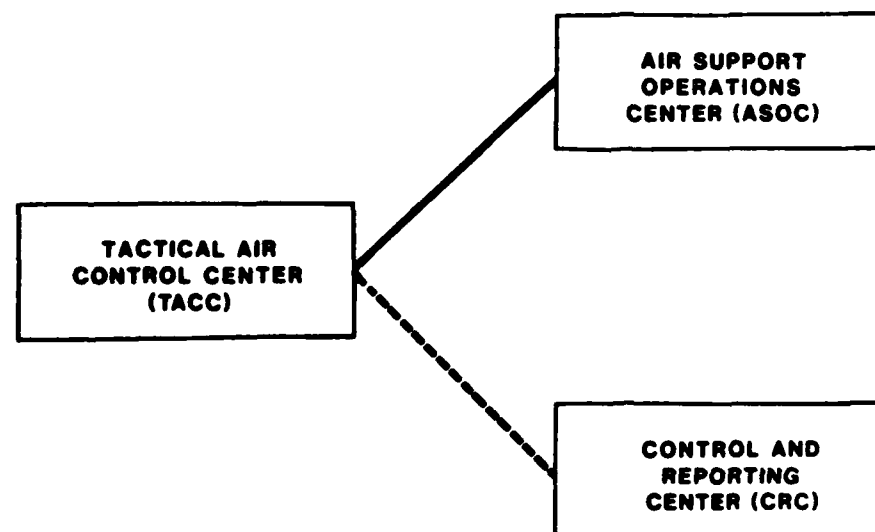 AIR SUPPORT
OPERATIONS
CENTER (ASOC)
TACTICAL AIR
CONTROL CENTER
(TACC)
CONTROL AND
REPORTING
CENTER (CRC)